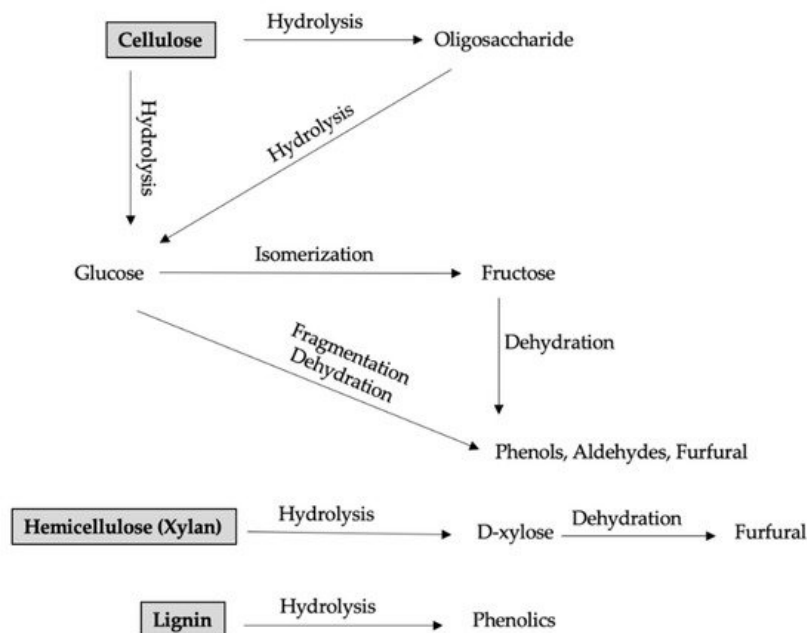 Cellulose
Hydrolysis
Oligosaccharide
Hydrolysis
Hydrolysis
Glucose
Isomerization
Fructose
Fragmentation
Dehydration
Dehydration
Phenols, Aldehydes, Furfural
Hemicellulose (Xylan)
Hydrolysis
D-xylose
Dehydration
Furfural
Lignin
Hydrolysis
Phenolics